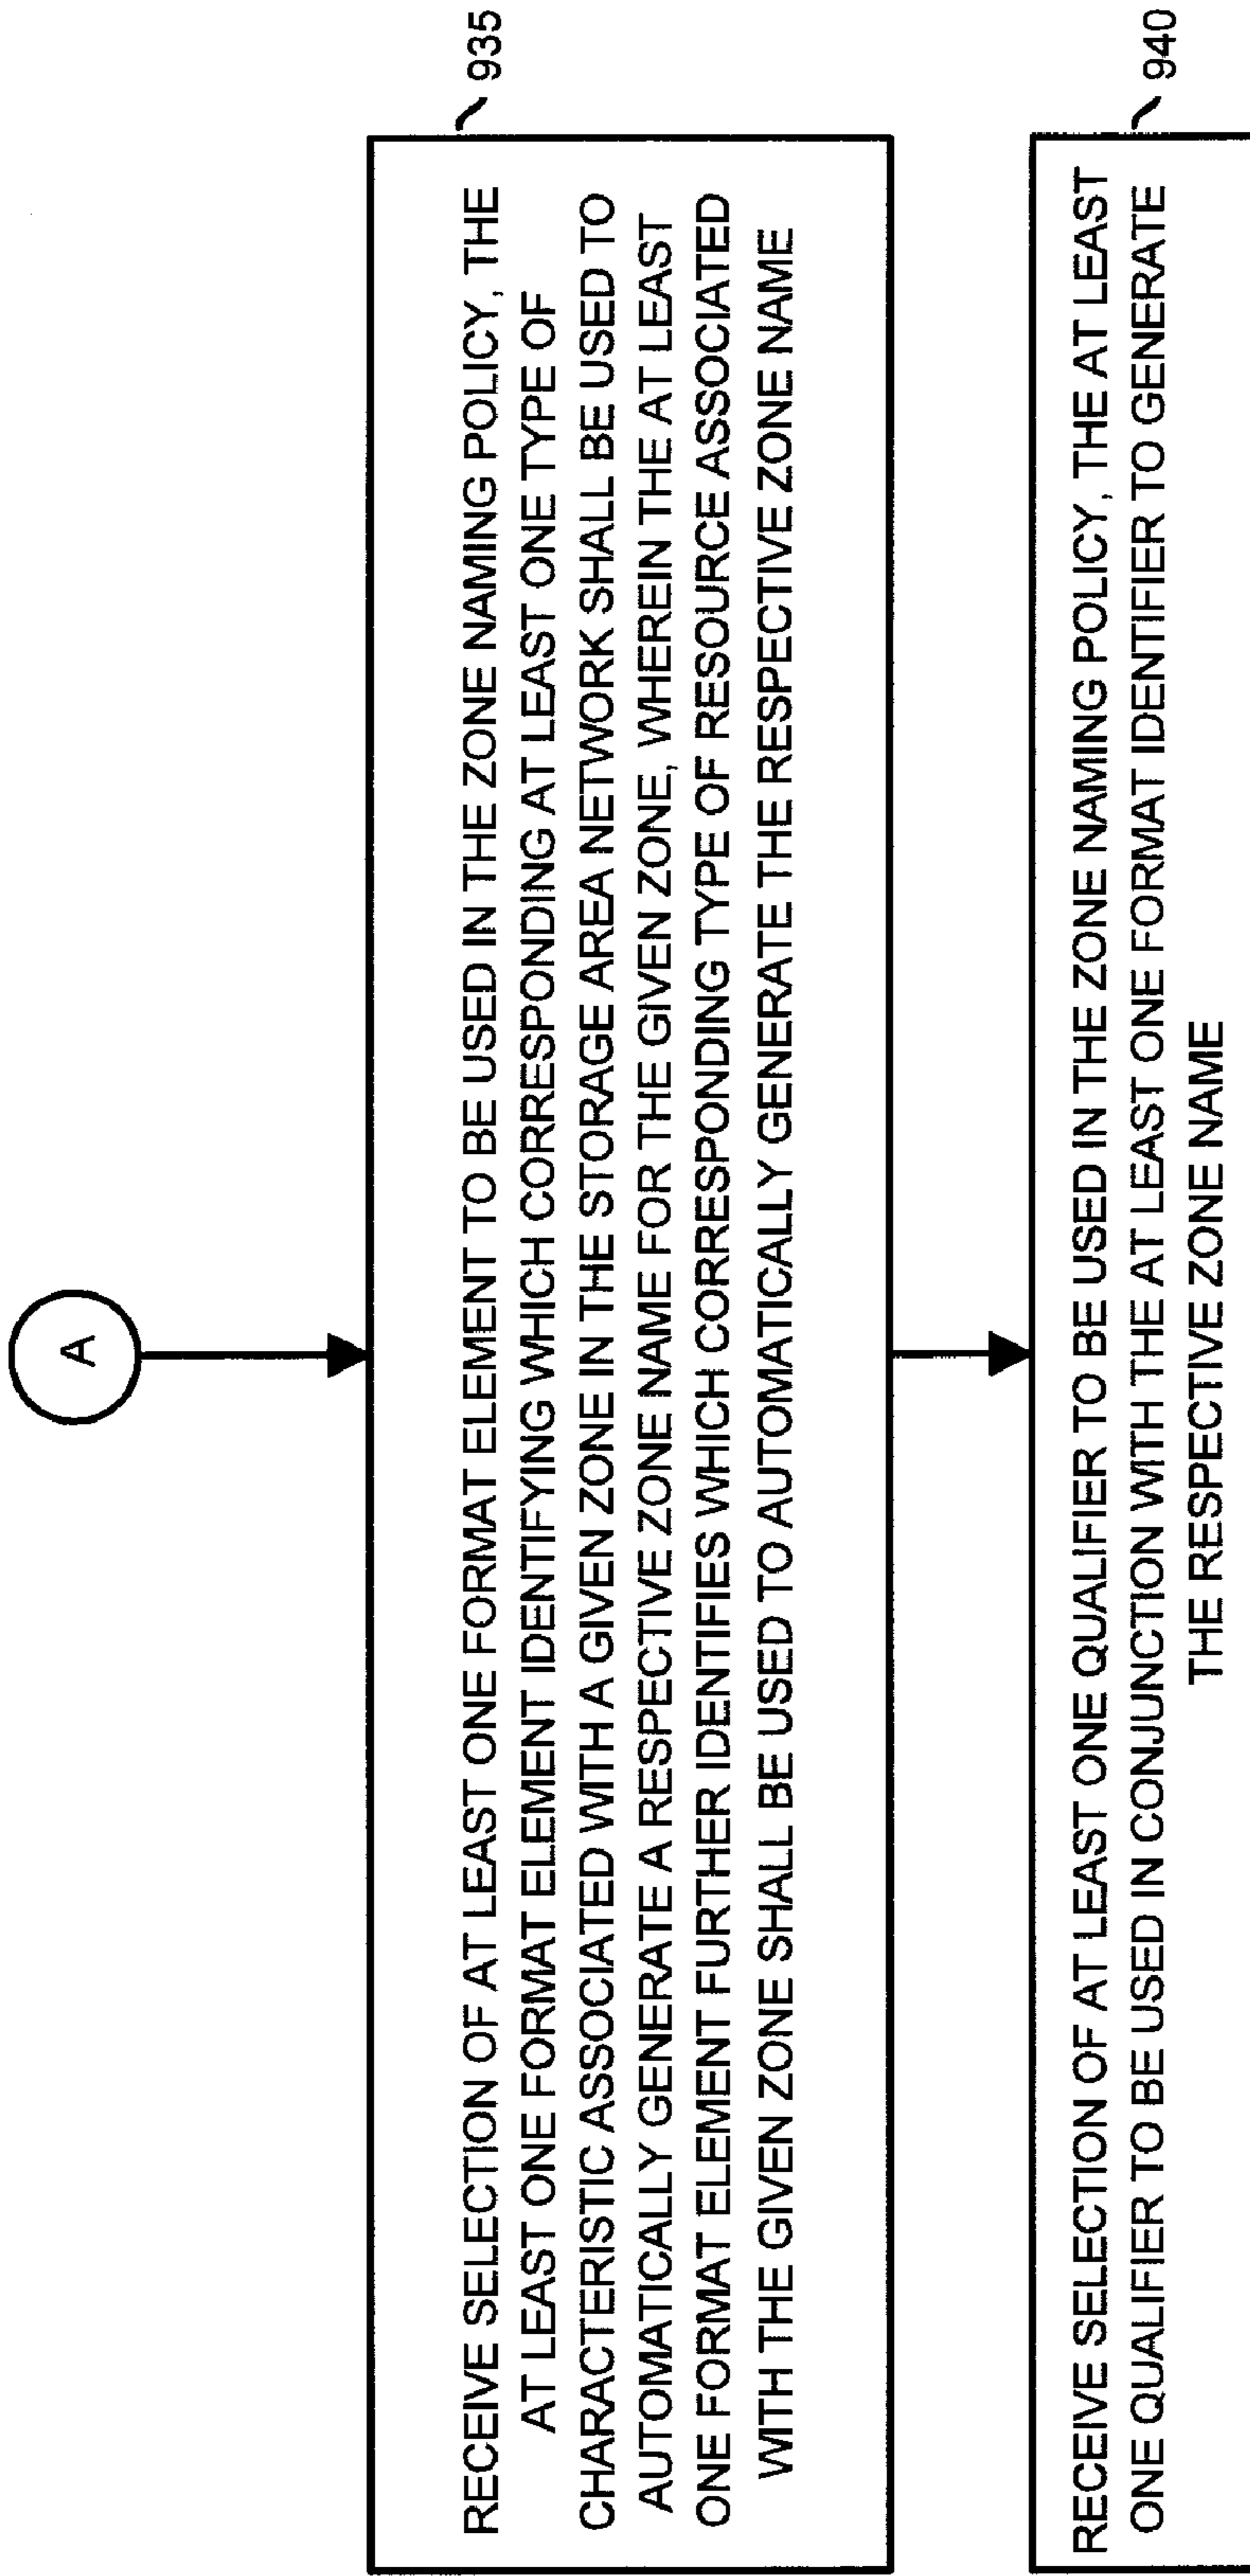 A
935
RECEIVE SELECTION OF AT LEAST ONE FORMAT ELEMENT TO BE USED IN THE ZONE NAMING POLICY, THE
AT LEAST ONE FORMAT ELEMENT IDENTIFYING WHICH CORRESPONDING AT LEAST ONE TYPE OF
CHARACTERISTIC ASSOCIATED WITH A GIVEN ZONE IN THE STORAGE AREA NETWORK SHALL BE USED TO
AUTOMATICALLY GENERATE A RESPECTIVE ZONE NAME FOR THE GIVEN ZONE, WHEREIN THE AT LEAST
ONE FORMAT ELEMENT FURTHER IDENTIFIES WHICH CORRESPONDING TYPE OF RESOURCE ASSOCIATED
WITH THE GIVEN ZONE SHALL BE USED TO AUTOMATICALLY GENERATE THE RESPECTIVE ZONE NAME
940
RECEIVE SELECTION OF AT LEAST ONE QUALIFIER TO BE USED IN THE ZONE NAMING POLICY, THE AT LEAST
ONE QUALIFIER TO BE USED IN CONJUNCTION WITH THE AT LEAST ONE FORMAT IDENTIFIER TO GENERATE
THE RESPECTIVE ZONE NAME